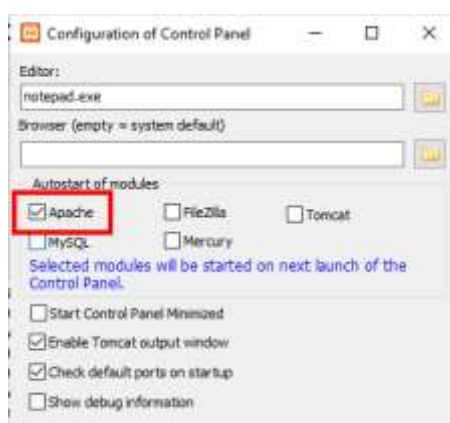 Configuration of Control Panel
Editor:
notepad.exe
Browser (empty = system default)
Autostart of modules
Apache FileZilla Tomcat
MySQL Mercury
Selected modules will be started on next launch of the
Control Panel.
Start Control Panel Minimized
Enable Tomcat output window
Check default ports on startup
Show debug information